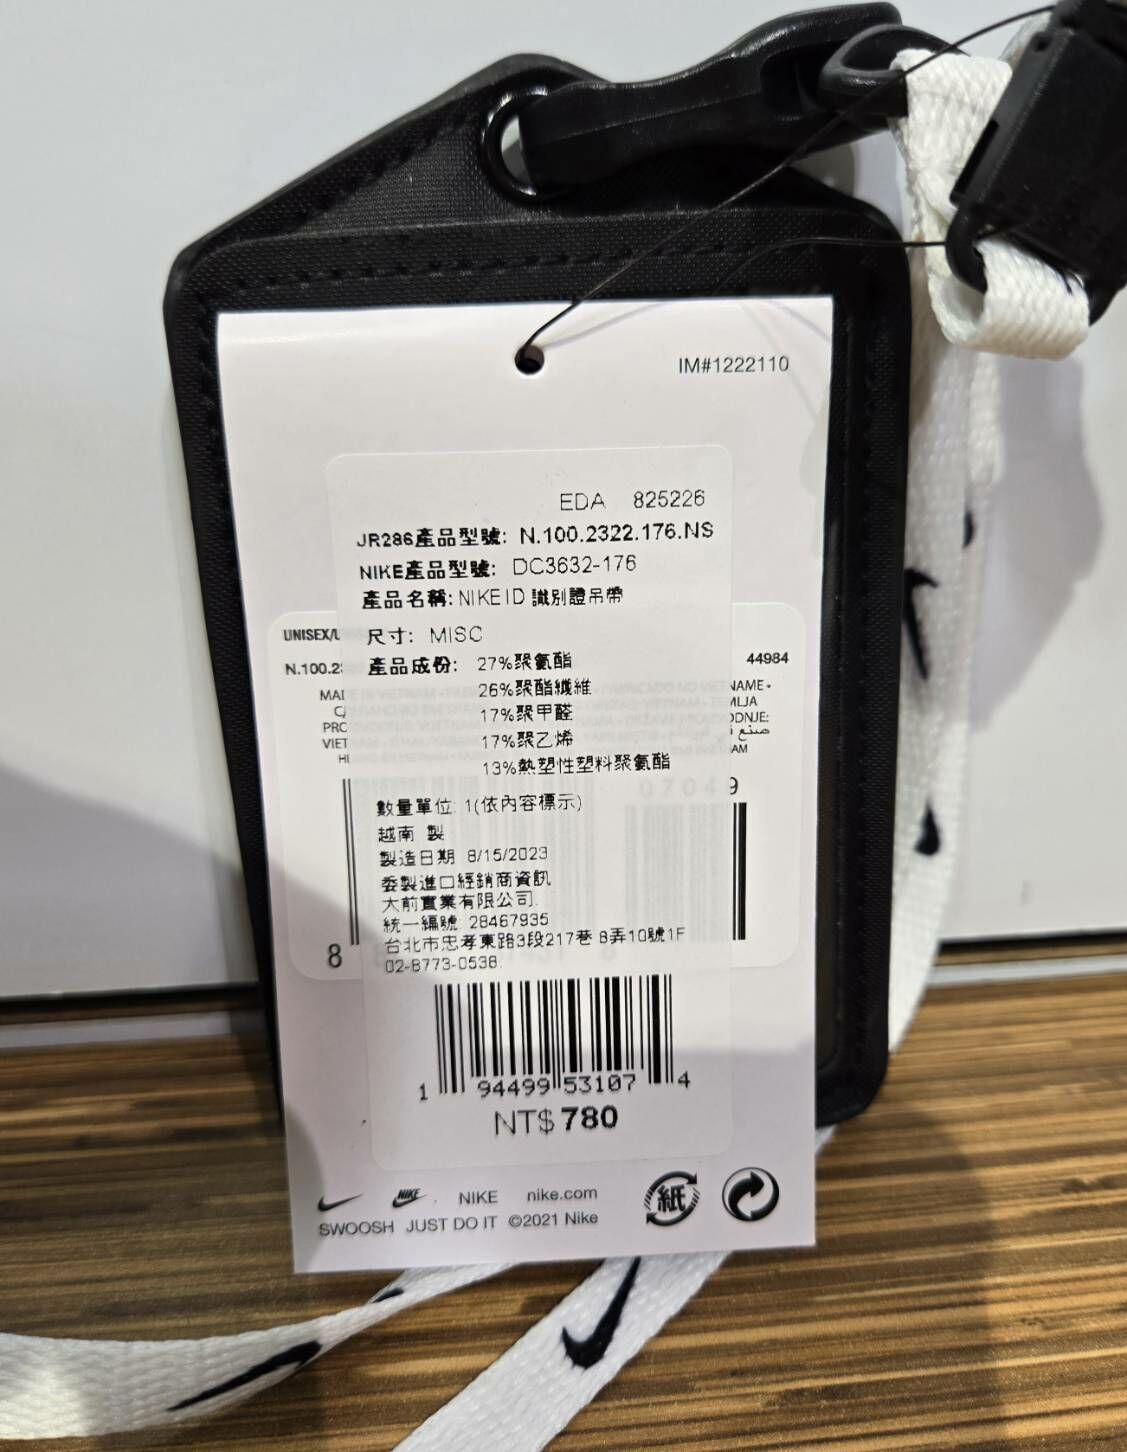 IM#1222110
EDA 825226
JR286產品型號: N.100.2322.176.NS
NIKE產品型號: DC3632-176
產品名稱: NIKE ID 識別證吊帶
UNISEX/U
尺寸: MISC
N.100.23
產品成份: 27%聚氨酯
44984
26%聚酯纖維
17%聚甲醛
17%聚乙烯
13%熱塑性塑料聚氨酯
07049
數量單位: 1(依內容標示)
越南 製
製造日期 8/15/2023
委製進口經銷商資訊
大前實業有限公司.
統一編號: 28467935
台北市忠孝東路3段217巷 8弄10號1F
02-8773-0538
8
1 94499 53107 4
NT$ 780
NIKE NIKE nike.com
SWOOSH JUST DO IT ©2021 Nike
紙